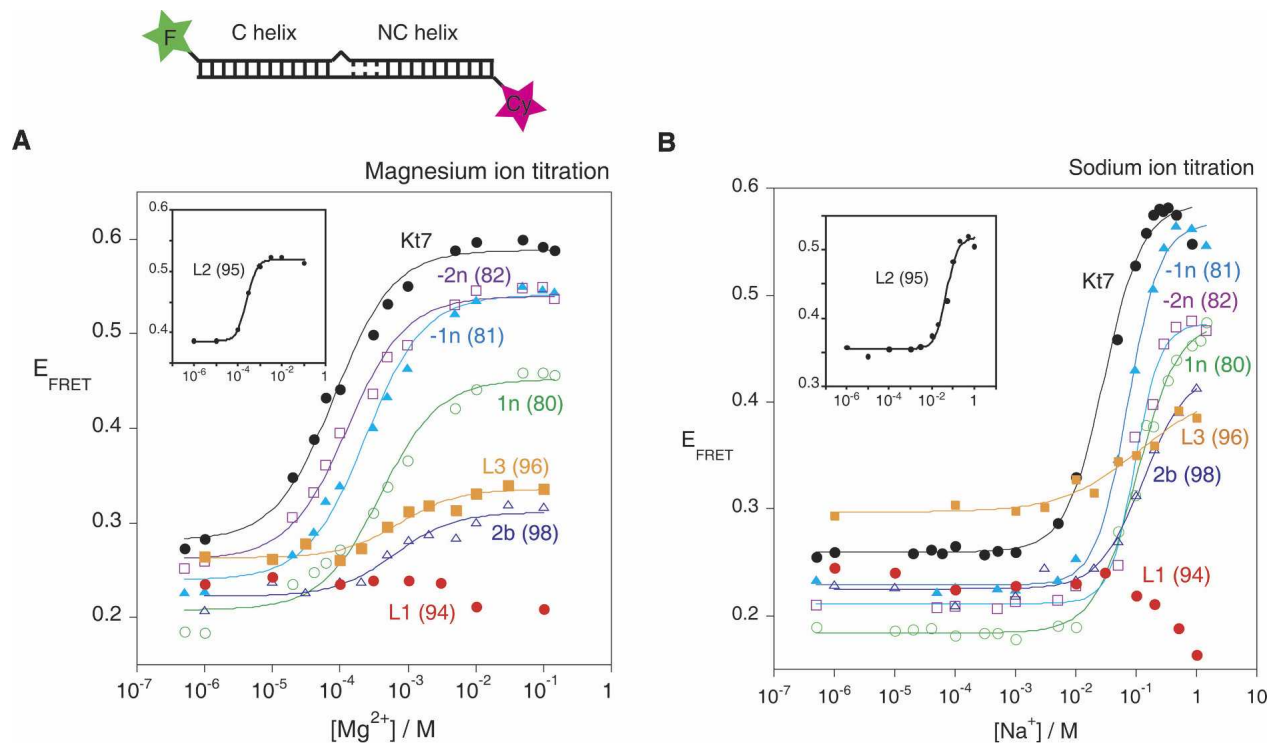 F
C helix
NC helix
Cy
A
Magnesium ion titration
0.6
0.5
0.4
0.3
0.2
E_FRET
10⁻⁷
10⁻⁶
10⁻⁵
10⁻⁴
10⁻³
10⁻²
10⁻¹
1
[Mg²⁺] / M
0.6
0.5
0.4
10⁻⁶
10⁻⁴
10⁻²
1
L2 (95)
Kt7
-2n (82)
-1n (81)
1n (80)
L3 (96)
2b (98)
L1 (94)
B
Sodium ion titration
0.6
0.5
0.4
0.3
0.2
E_FRET
10⁻⁷
10⁻⁶
10⁻⁵
10⁻⁴
10⁻³
10⁻²
10⁻¹
1
10
[Na⁺] / M
0.5
0.4
0.3
10⁻⁶
10⁻⁴
10⁻²
1
L2 (95)
Kt7
-1n (81)
-2n (82)
1n (80)
L3 (96)
2b (98)
L1 (94)